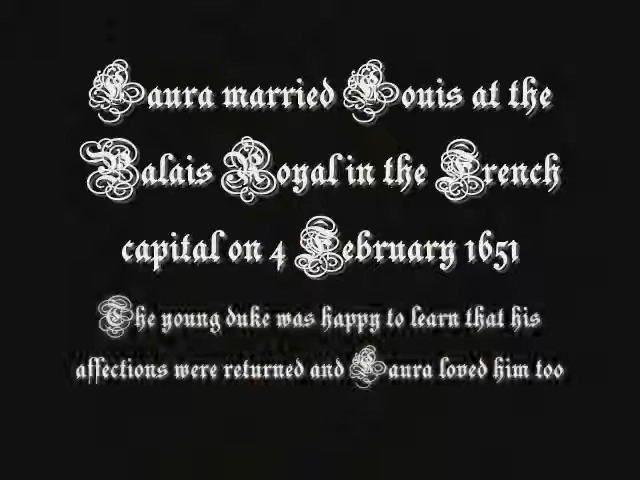 Laura married Louis at the
Palais Royal in the French
capital on 4 February 1651
The young duke was happy to learn that his
affections were returned and Laura loved him too